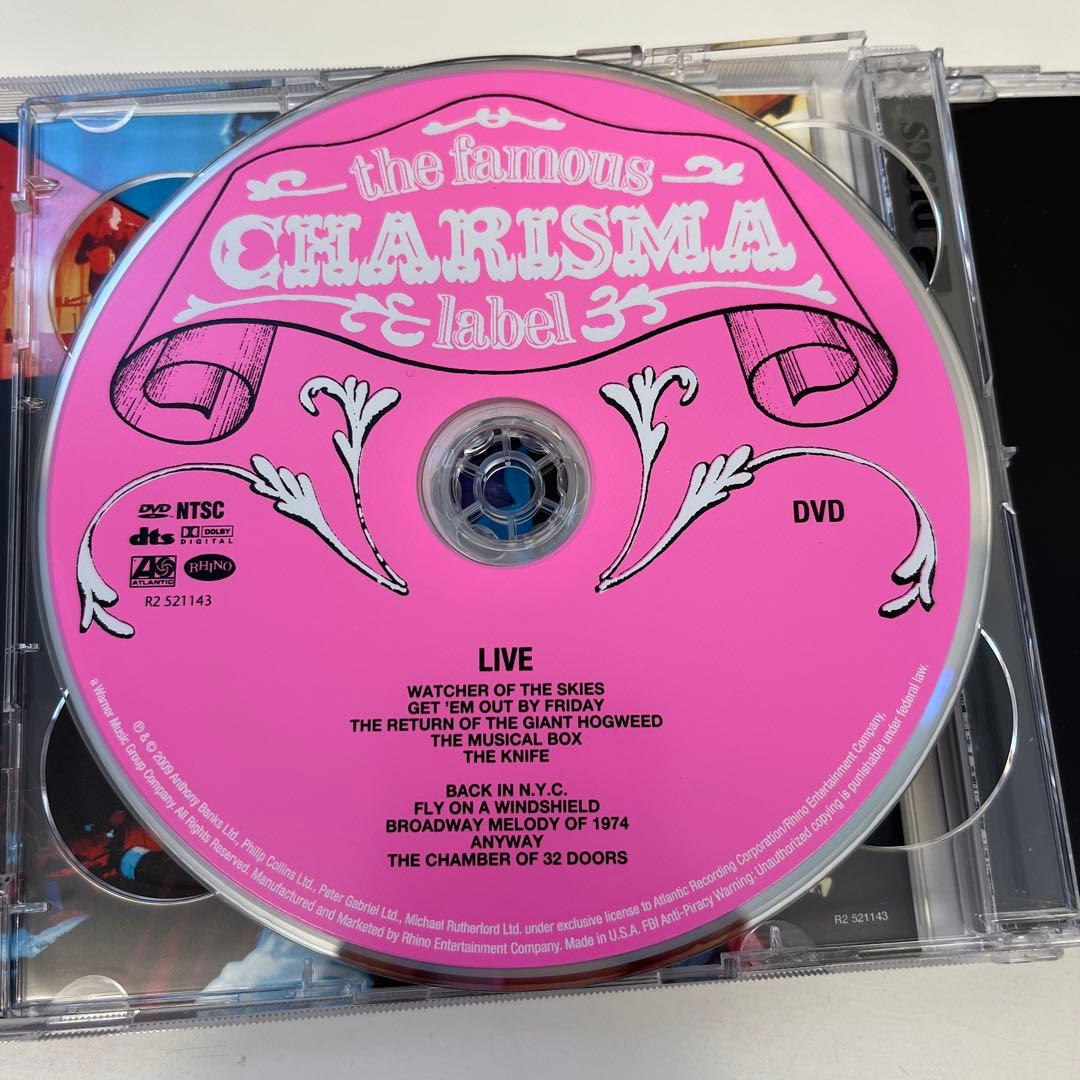 the famous
CHARISMA
label
DISCS
DVD NTSC
dts DOLBY DIGITAL
ATLANTIC RHINO
R2 521143
DVD
LIVE
WATCHER OF THE SKIES
GET 'EM OUT BY FRIDAY
THE RETURN OF THE GIANT HOGWEED
THE MUSICAL BOX
THE KNIFE
BACK IN N.Y.C.
FLY ON A WINDSHIELD
BROADWAY MELODY OF 1974
ANYWAY
THE CHAMBER OF 32 DOORS
℗ & © 2009 Anthony Banks Ltd., Philip Collins Ltd., Peter Gabriel Ltd., Michael Rutherford Ltd. under exclusive license to Atlantic Recording Corporation/Rhino Entertainment Company,
a Warner Music Group Company. All Rights Reserved. Manufactured and Marketed by Rhino Entertainment Company. Made in U.S.A. FBI Anti-Piracy Warning: Unauthorized copying is punishable under federal law.
R2 521143